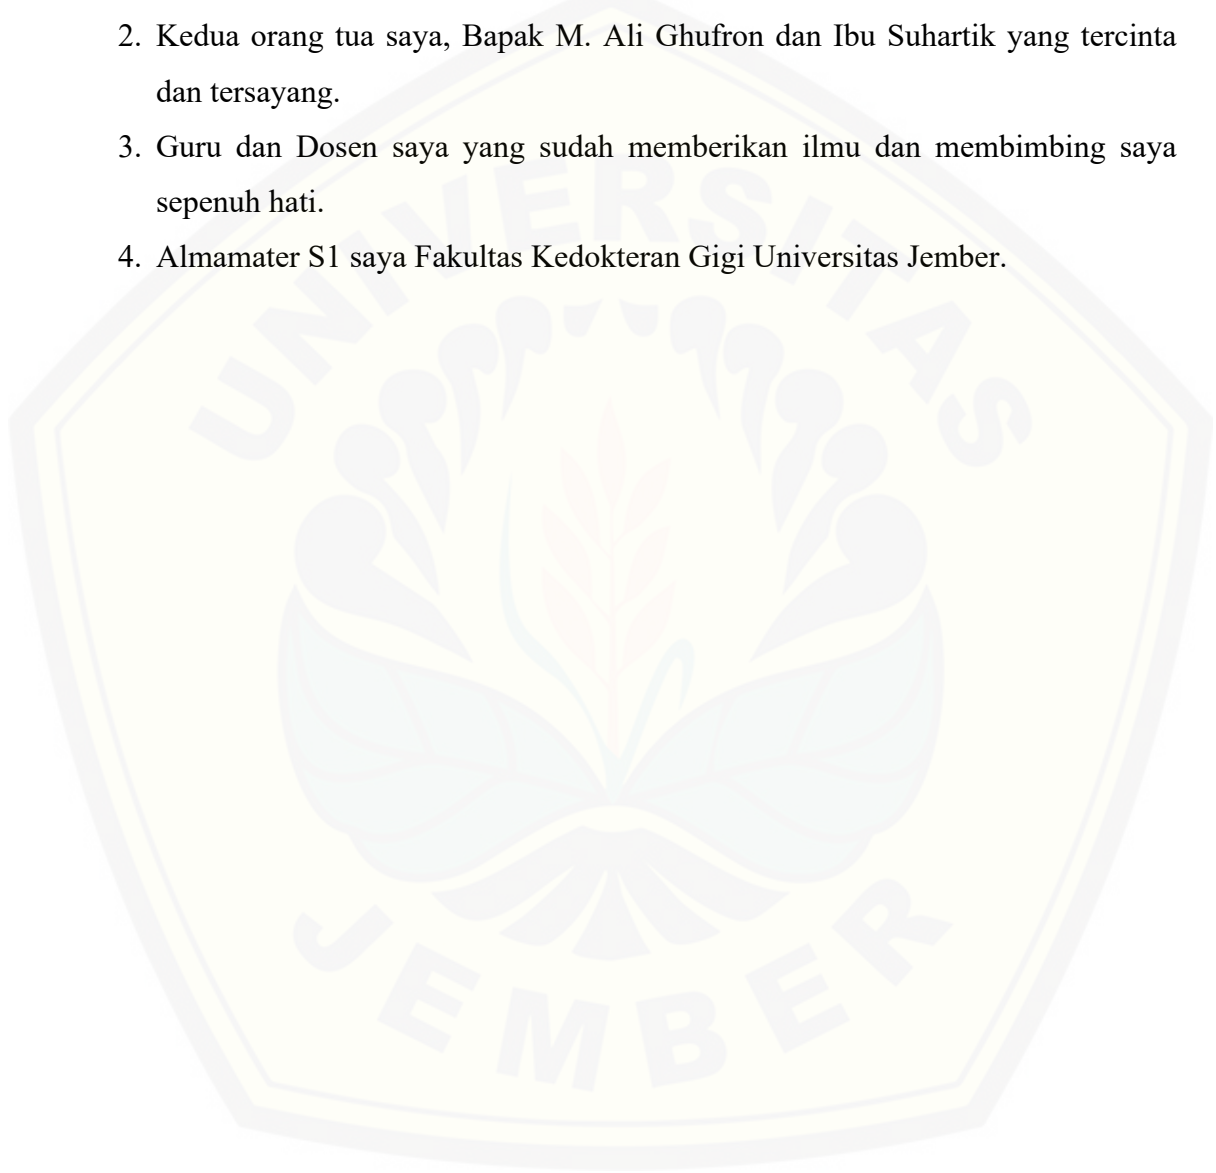 2. Kedua orang tua saya, Bapak M. Ali Ghufron dan Ibu Suhartik yang tercinta
dan tersayang.
3. Guru dan Dosen saya yang sudah memberikan ilmu dan membimbing saya
sepenuh hati.
4. Almamater S1 saya Fakultas Kedokteran Gigi Universitas Jember.
UNIVERSITAS
JEMBER